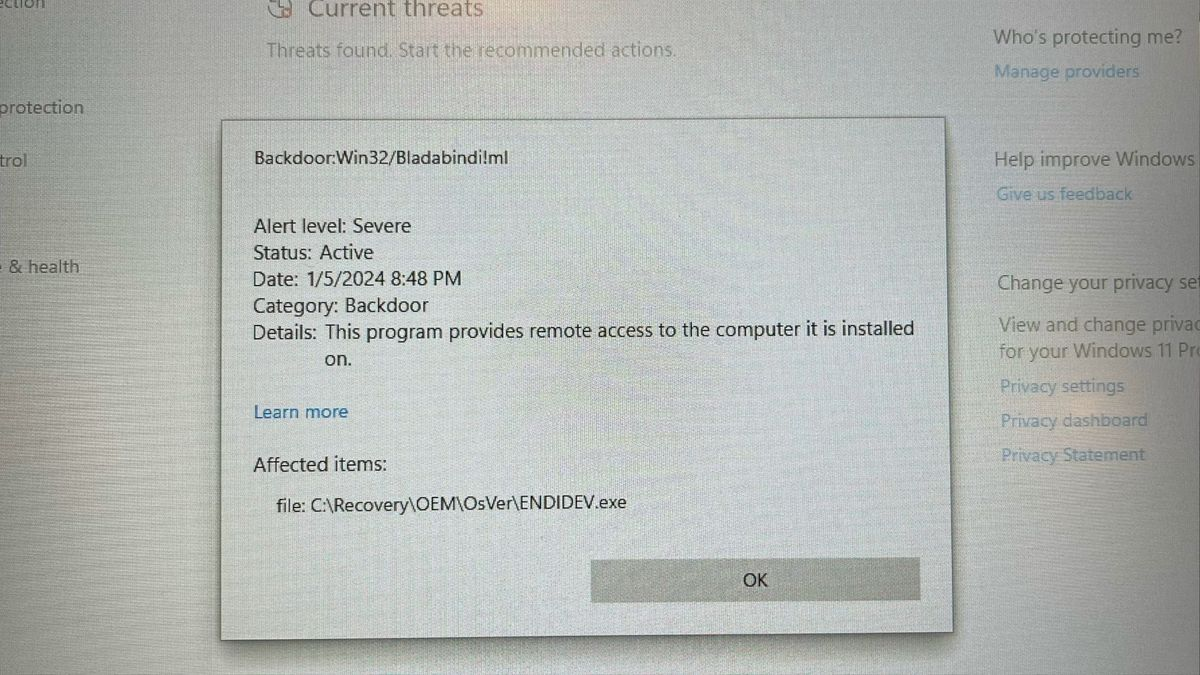 Current threats
Threats found. Start the recommended actions.
protection
trol
& health
Backdoor:Win32/Bladabindi!ml
Alert level: Severe
Status: Active
Date: 1/5/2024 8:48 PM
Category: Backdoor
Details: This program provides remote access to the computer it is installed
on.
Learn more
Affected items:
file: C:\Recovery\OEM\OsVer\ENDIDEV.exe
OK
Who's protecting me?
Manage providers
Help improve Windows
Give us feedback
Change your privacy set
View and change privac
for your Windows 11 Pro
Privacy settings
Privacy dashboard
Privacy Statement